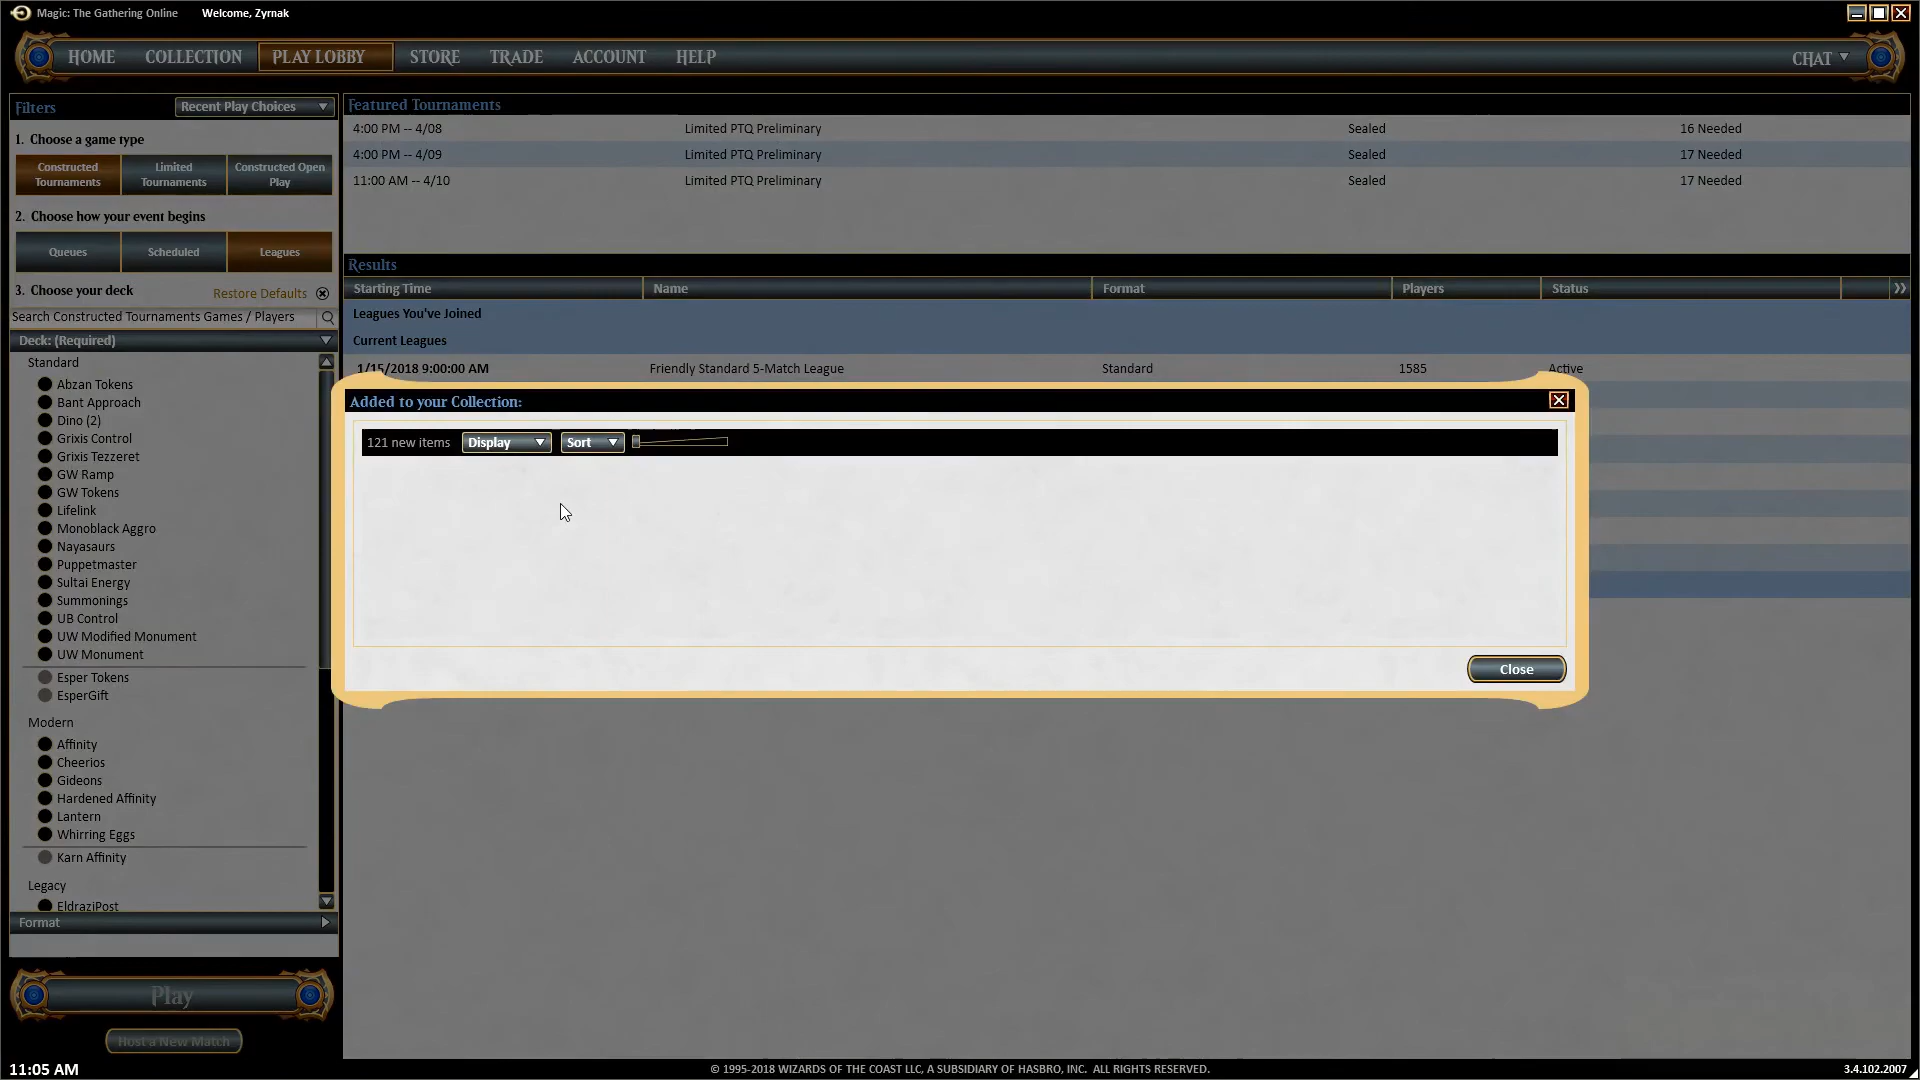 Magic: The Gathering Online Welcome, Zyrnak
HOME COLLECTION PLAY LOBBY STORE TRADE ACCOUNT HELP CHAT
Filters Recent Play Choices
1. Choose a game type
Constructed Tournaments Limited Tournaments Constructed Open Play
2. Choose how your event begins
Queues Scheduled Leagues
3. Choose your deck Restore Defaults
Search Constructed Tournaments Games / Players
Deck: (Required)
Standard
Abzan Tokens
Bant Approach
Dino (2)
Grixis Control
Grixis Tezzeret
GW Ramp
GW Tokens
Lifelink
Monoblack Aggro
Nayasaurs
Puppetmaster
Sultai Energy
Summonings
UB Control
UW Modified Monument
UW Monument
Esper Tokens
EsperGift
Modern
Affinity
Cheerios
Gideons
Hardened Affinity
Lantern
Whirring Eggs
Karn Affinity
Legacy
EldraziPost
Format
Play
Host a New Match
11:05 AM
Featured Tournaments
4:00 PM -- 4/08 Limited PTQ Preliminary Sealed 16 Needed
4:00 PM -- 4/09 Limited PTQ Preliminary Sealed 17 Needed
11:00 AM -- 4/10 Limited PTQ Preliminary Sealed 17 Needed
Results
Starting Time Name Format Players Status
Leagues You've Joined
Current Leagues
1/15/2018 9:00:00 AM Friendly Standard 5-Match League Standard 1585 Active
Added to your Collection:
121 new items Display Sort
Close
© 1995-2018 WIZARDS OF THE COAST LLC, A SUBSIDIARY OF HASBRO, INC. ALL RIGHTS RESERVED.
3.4.102.2007